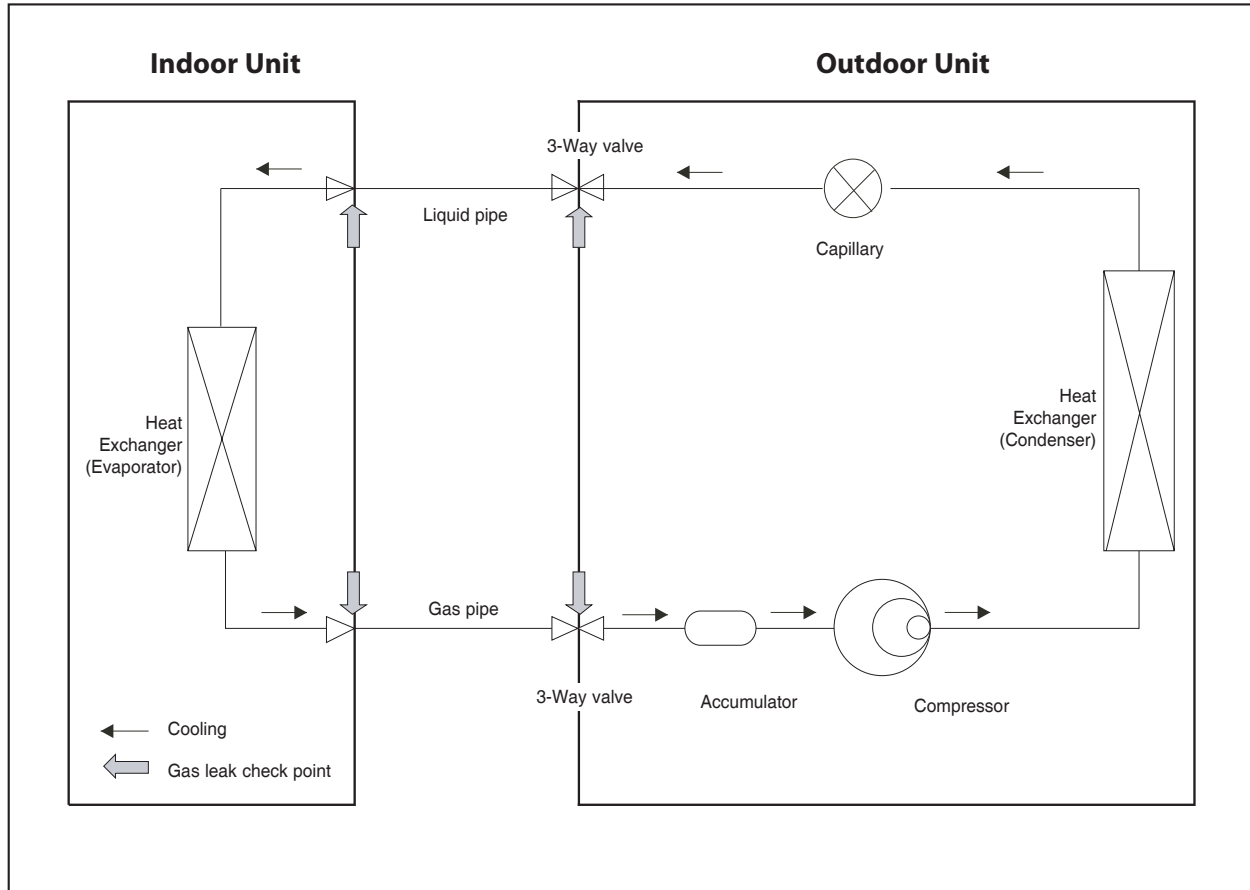 Indoor Unit
Outdoor Unit
3-Way valve
Liquid pipe
Capillary
Heat
Exchanger
(Evaporator)
Heat
Exchanger
(Condenser)
Gas pipe
3-Way valve
Accumulator
Compressor
Cooling
Gas leak check point